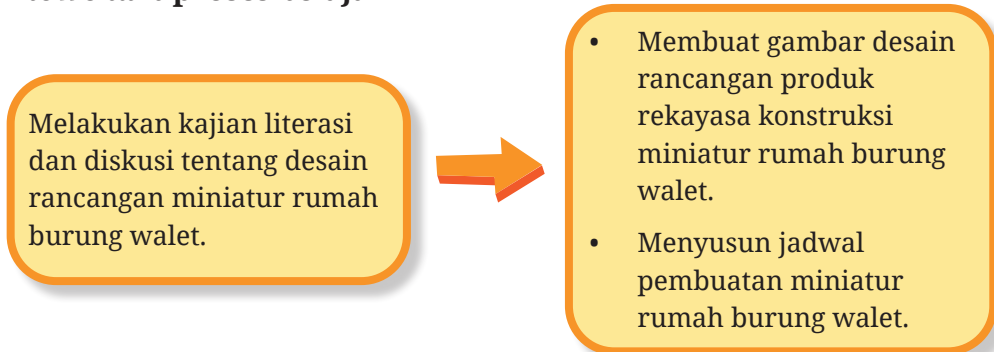 Melakukan kajian literasi
dan diskusi tentang desain
rancangan miniatur rumah
burung walet.
• Membuat gambar desain
rancangan produk
rekayasa konstruksi
miniatur rumah burung
walet.
• Menyusun jadwal
pembuatan miniatur
rumah burung walet.